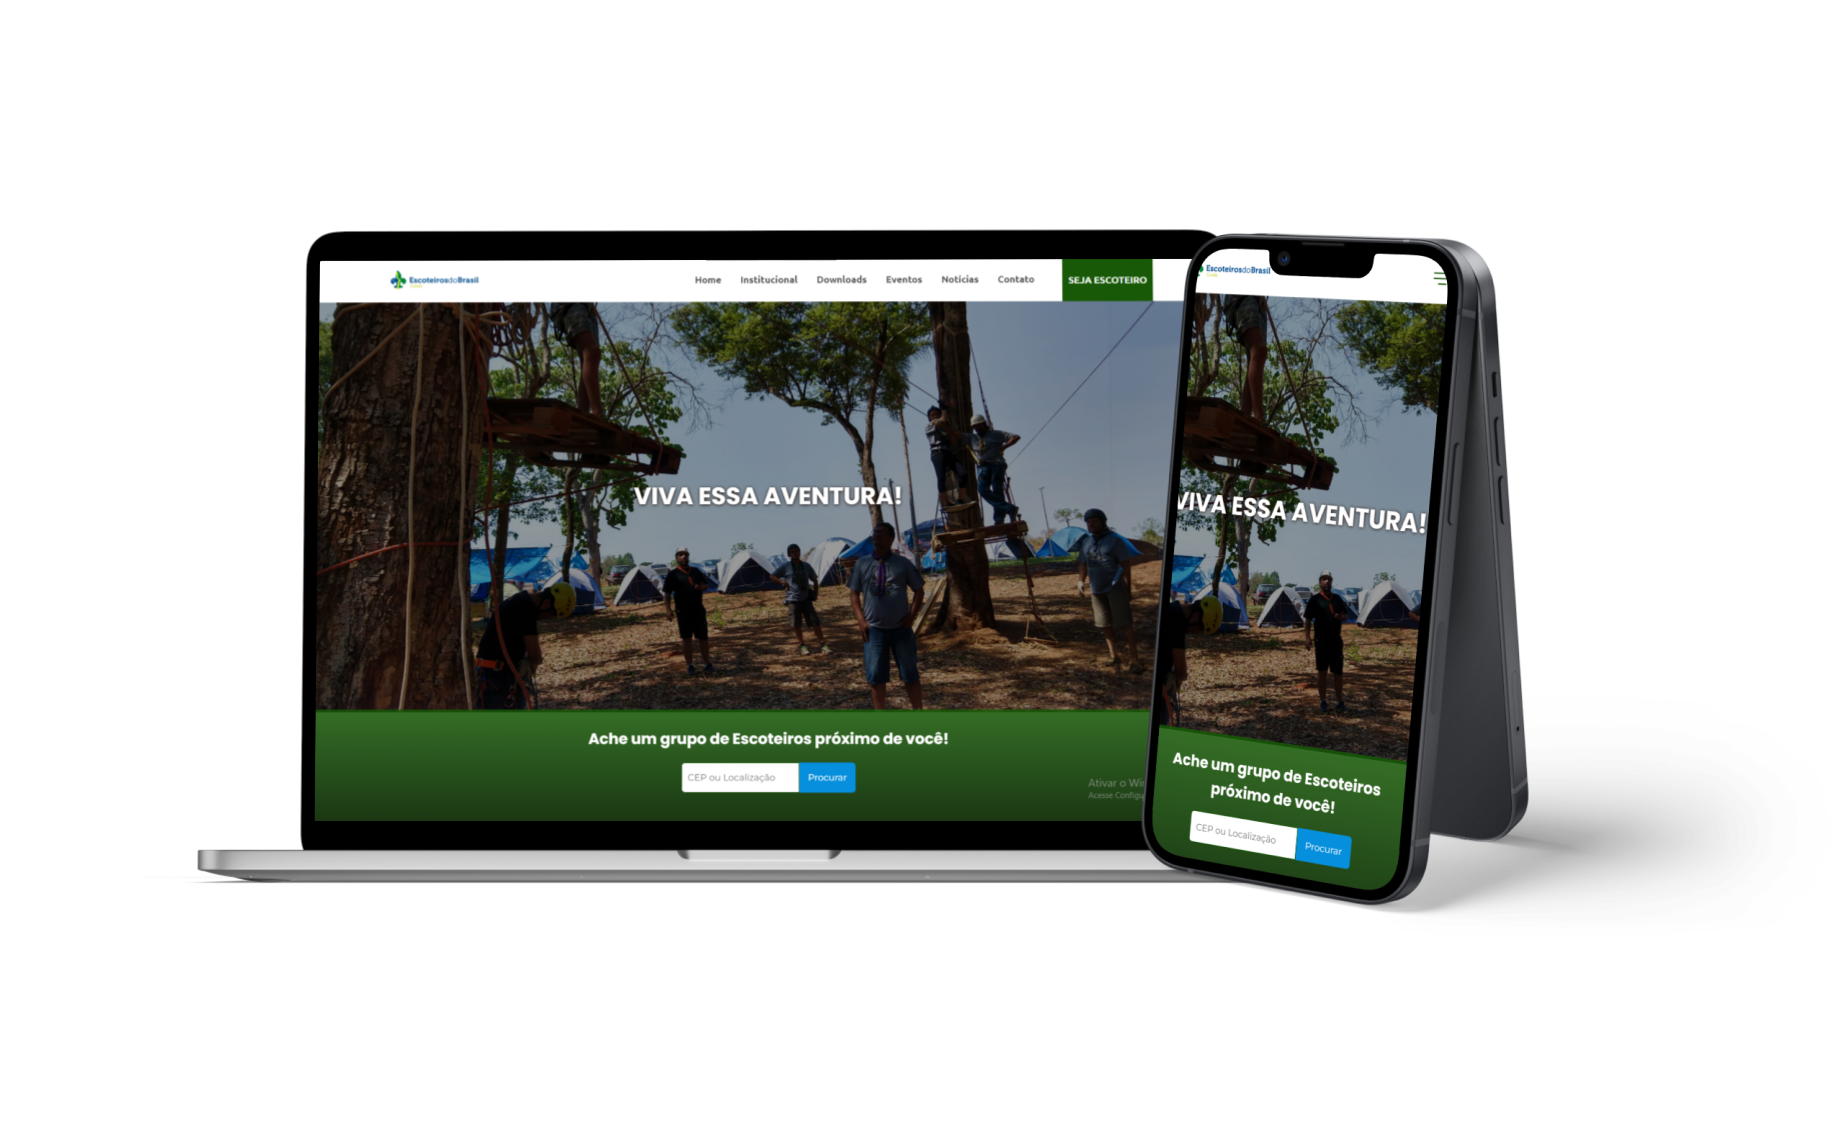 EscoteirosdoBrasil
Home Institucional Downloads Eventos Notícias Contato SEJA ESCOTEIRO
VIVA ESSA AVENTURA!
Ache um grupo de Escoteiros próximo de você!
CEP ou Localização Procurar
Ativar o Wi
Acesse Configu
EscoteirosdoBrasil
VIVA ESSA AVENTURA!
Ache um grupo de Escoteiros
próximo de você!
CEP ou Localização Procurar